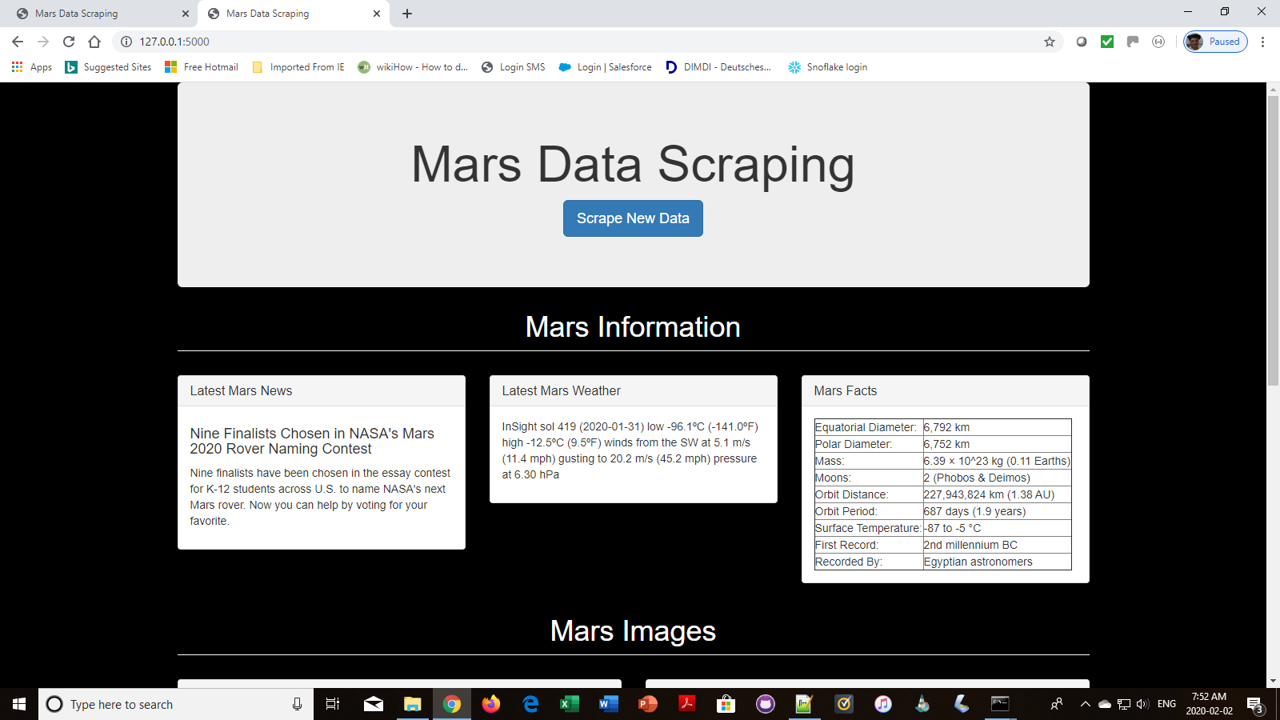 Mars Data Scraping
Mars Data Scraping
127.0.0.1:5000
Paused
Apps
Suggested Sites
Free Hotmail
Imported From IE
wikiHow - How to d...
Login SMS
Login | Salesforce
DIMDI - Deutsches...
Snoflake login
Mars Data Scraping
Scrape New Data
Mars Information
Latest Mars News
Nine Finalists Chosen in NASA's Mars
2020 Rover Naming Contest
Nine finalists have been chosen in the essay contest
for K-12 students across U.S. to name NASA's next
Mars rover. Now you can help by voting for your
favorite.
Latest Mars Weather
InSight sol 419 (2020-01-31) low -96.1ºC (-141.0ºF)
high -12.5ºC (9.5ºF) winds from the SW at 5.1 m/s
(11.4 mph) gusting to 20.2 m/s (45.2 mph) pressure
at 6.30 hPa
Mars Facts
Equatorial Diameter: 6,792 km
Polar Diameter: 6,752 km
Mass: 6.39 × 10^23 kg (0.11 Earths)
Moons: 2 (Phobos & Deimos)
Orbit Distance: 227,943,824 km (1.38 AU)
Orbit Period: 687 days (1.9 years)
Surface Temperature: -87 to -5 °C
First Record: 2nd millennium BC
Recorded By: Egyptian astronomers
Mars Images
Type here to search
ENG
7:52 AM
2020-02-02
3